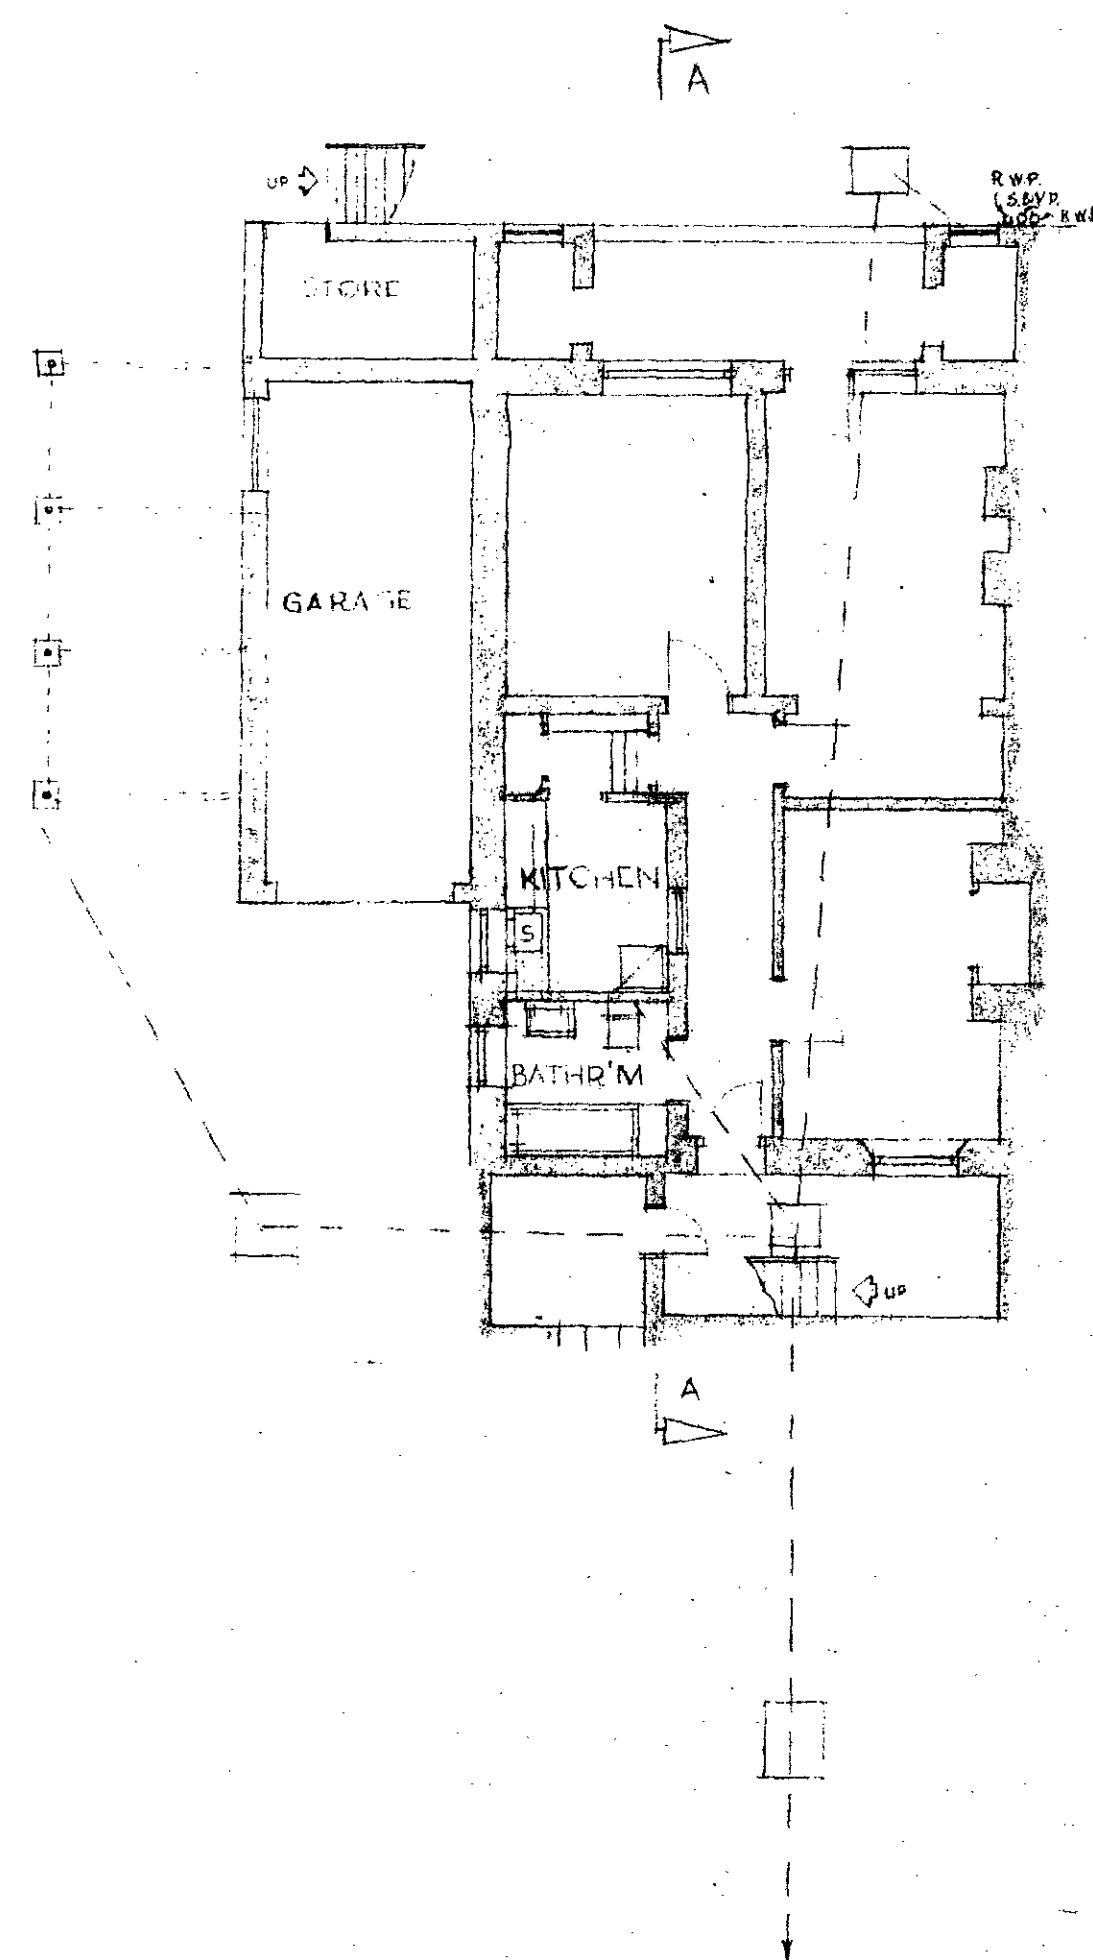 A
R.W.P.
S.&V.P.
UP
STORE
GARAGE
KITCHEN
S
BATHR'M
UP
A